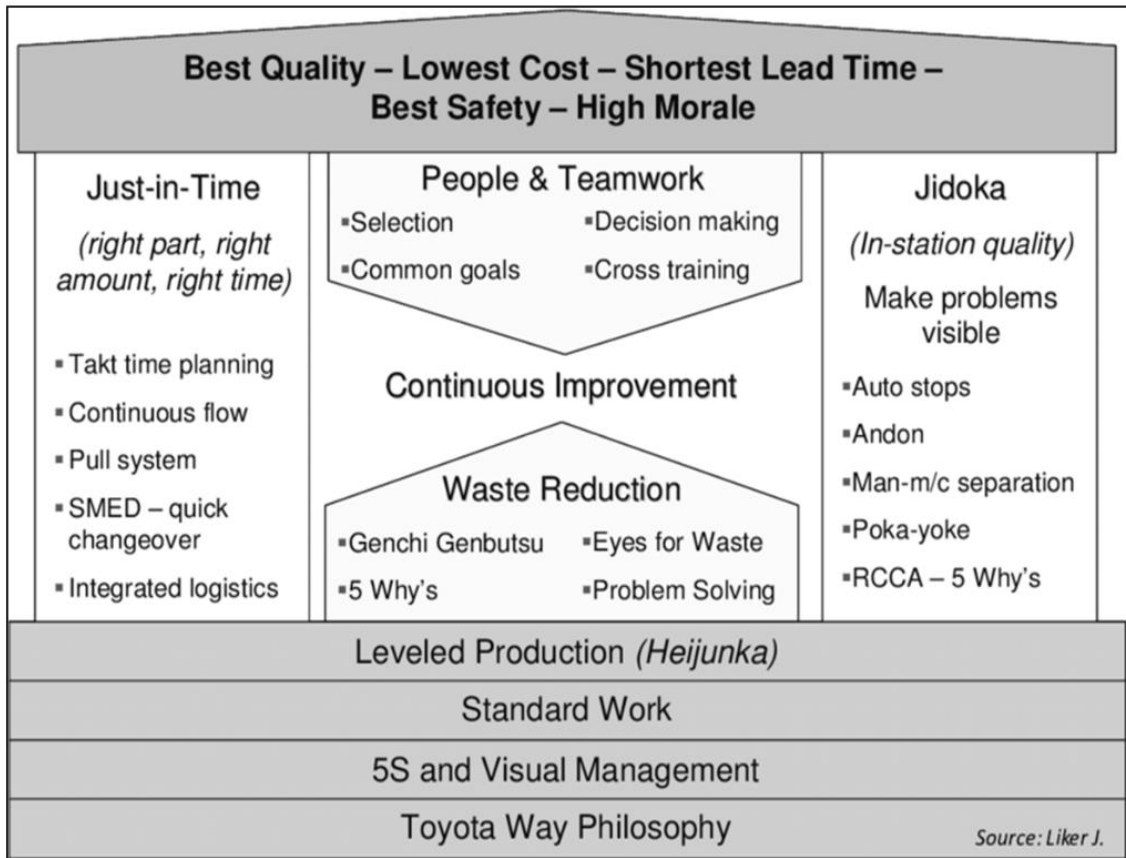 Best Quality – Lowest Cost – Shortest Lead Time –
Best Safety – High Morale
Just-in-Time
(right part, right
amount, right time)
▪ Takt time planning
▪ Continuous flow
▪ Pull system
▪ SMED – quick
changeover
▪ Integrated logistics
People & Teamwork
▪Selection ▪Decision making
▪Common goals ▪Cross training
Continuous Improvement
Waste Reduction
▪Genchi Genbutsu ▪Eyes for Waste
▪5 Why's ▪Problem Solving
Jidoka
(In-station quality)
Make problems
visible
▪Auto stops
▪Andon
▪Man-m/c separation
▪Poka-yoke
▪RCCA – 5 Why's
Leveled Production (Heijunka)
Standard Work
5S and Visual Management
Toyota Way Philosophy
Source: Liker J.